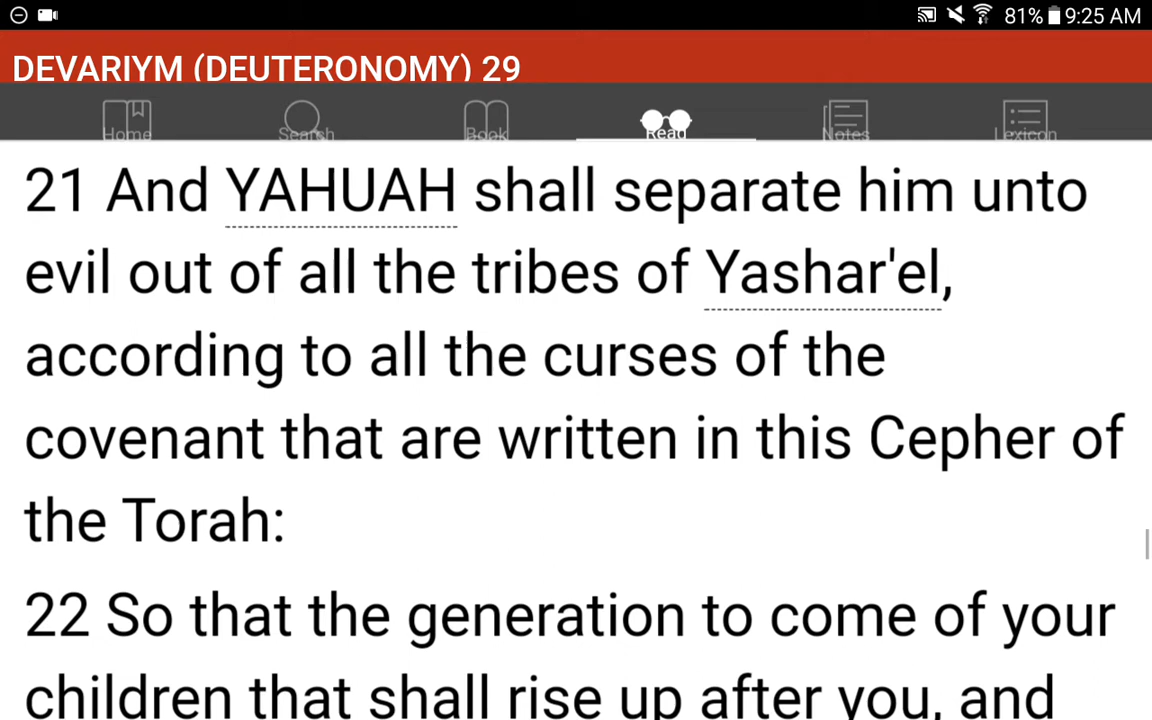 81% 9:25 AM
DEVARIYM (DEUTERONOMY) 29
Home Search Book Read Notes Lexicon
21 And YAHUAH shall separate him unto
evil out of all the tribes of Yashar'el,
according to all the curses of the
covenant that are written in this Cepher of
the Torah:
22 So that the generation to come of your
children that shall rise up after you, and